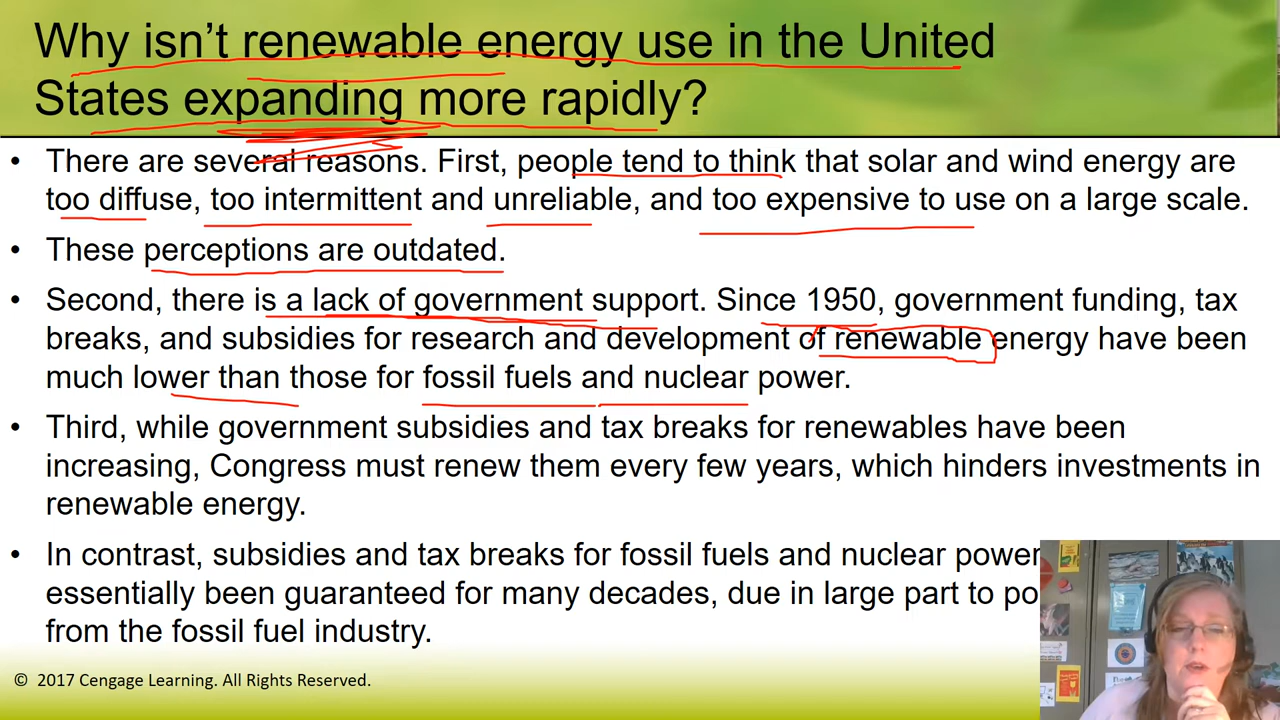 Why isn't renewable energy use in the United
States expanding more rapidly?
• There are several reasons. First, people tend to think that solar and wind energy are
too diffuse, too intermittent and unreliable, and too expensive to use on a large scale.
• These perceptions are outdated.
• Second, there is a lack of government support. Since 1950, government funding, tax
breaks, and subsidies for research and development of renewable energy have been
much lower than those for fossil fuels and nuclear power.
• Third, while government subsidies and tax breaks for renewables have been
increasing, Congress must renew them every few years, which hinders investments in
renewable energy.
• In contrast, subsidies and tax breaks for fossil fuels and nuclear power
essentially been guaranteed for many decades, due in large part to po
from the fossil fuel industry.
© 2017 Cengage Learning. All Rights Reserved.